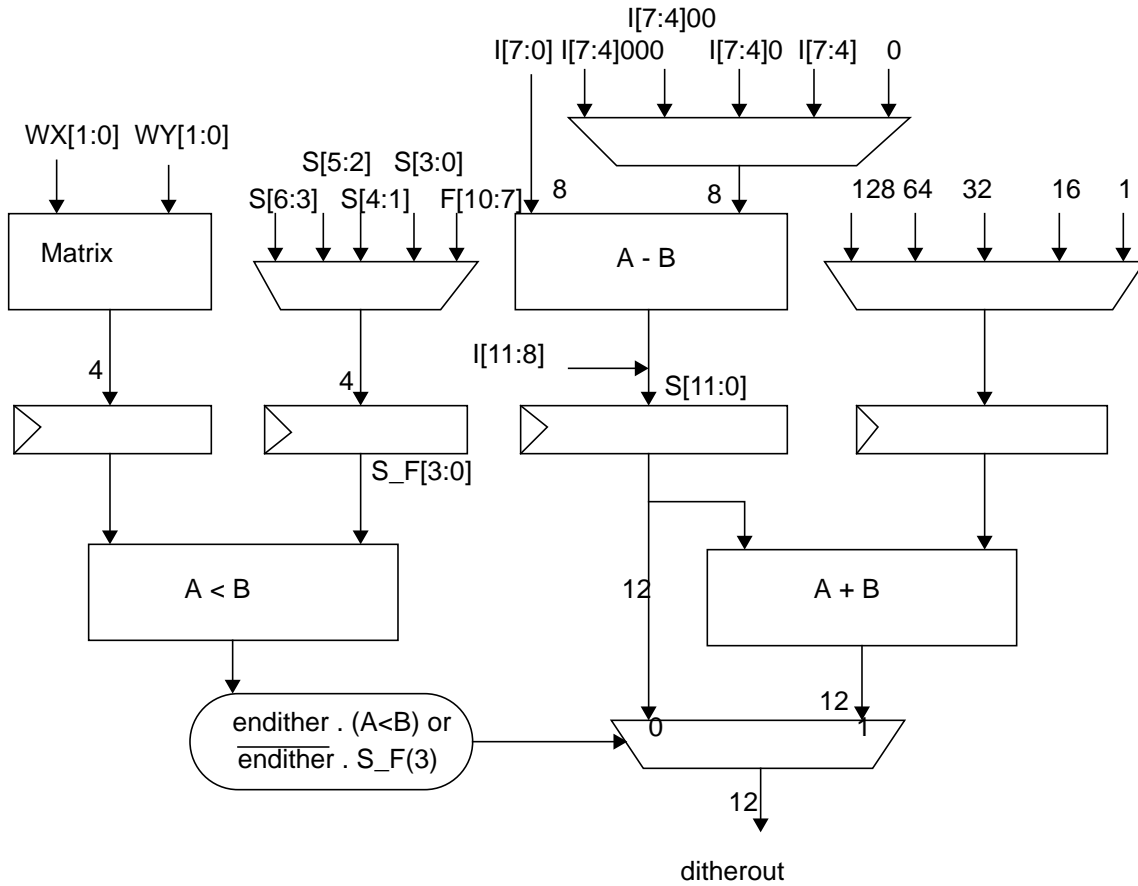 I[7:4]00
I[7:0] I[7:4]000 I[7:4]0 I[7:4] 0
WX[1:0] WY[1:0]
S[5:2] S[3:0]
S[6:3] S[4:1] F[10:7]
8 8 128 64 32 16 1
Matrix
A - B
I[11:8]
4 4 S[11:0]
S_F[3:0]
A < B
12 A + B
12
endither . (A<B) or
0 1
endither . S_F(3)
12
ditherout